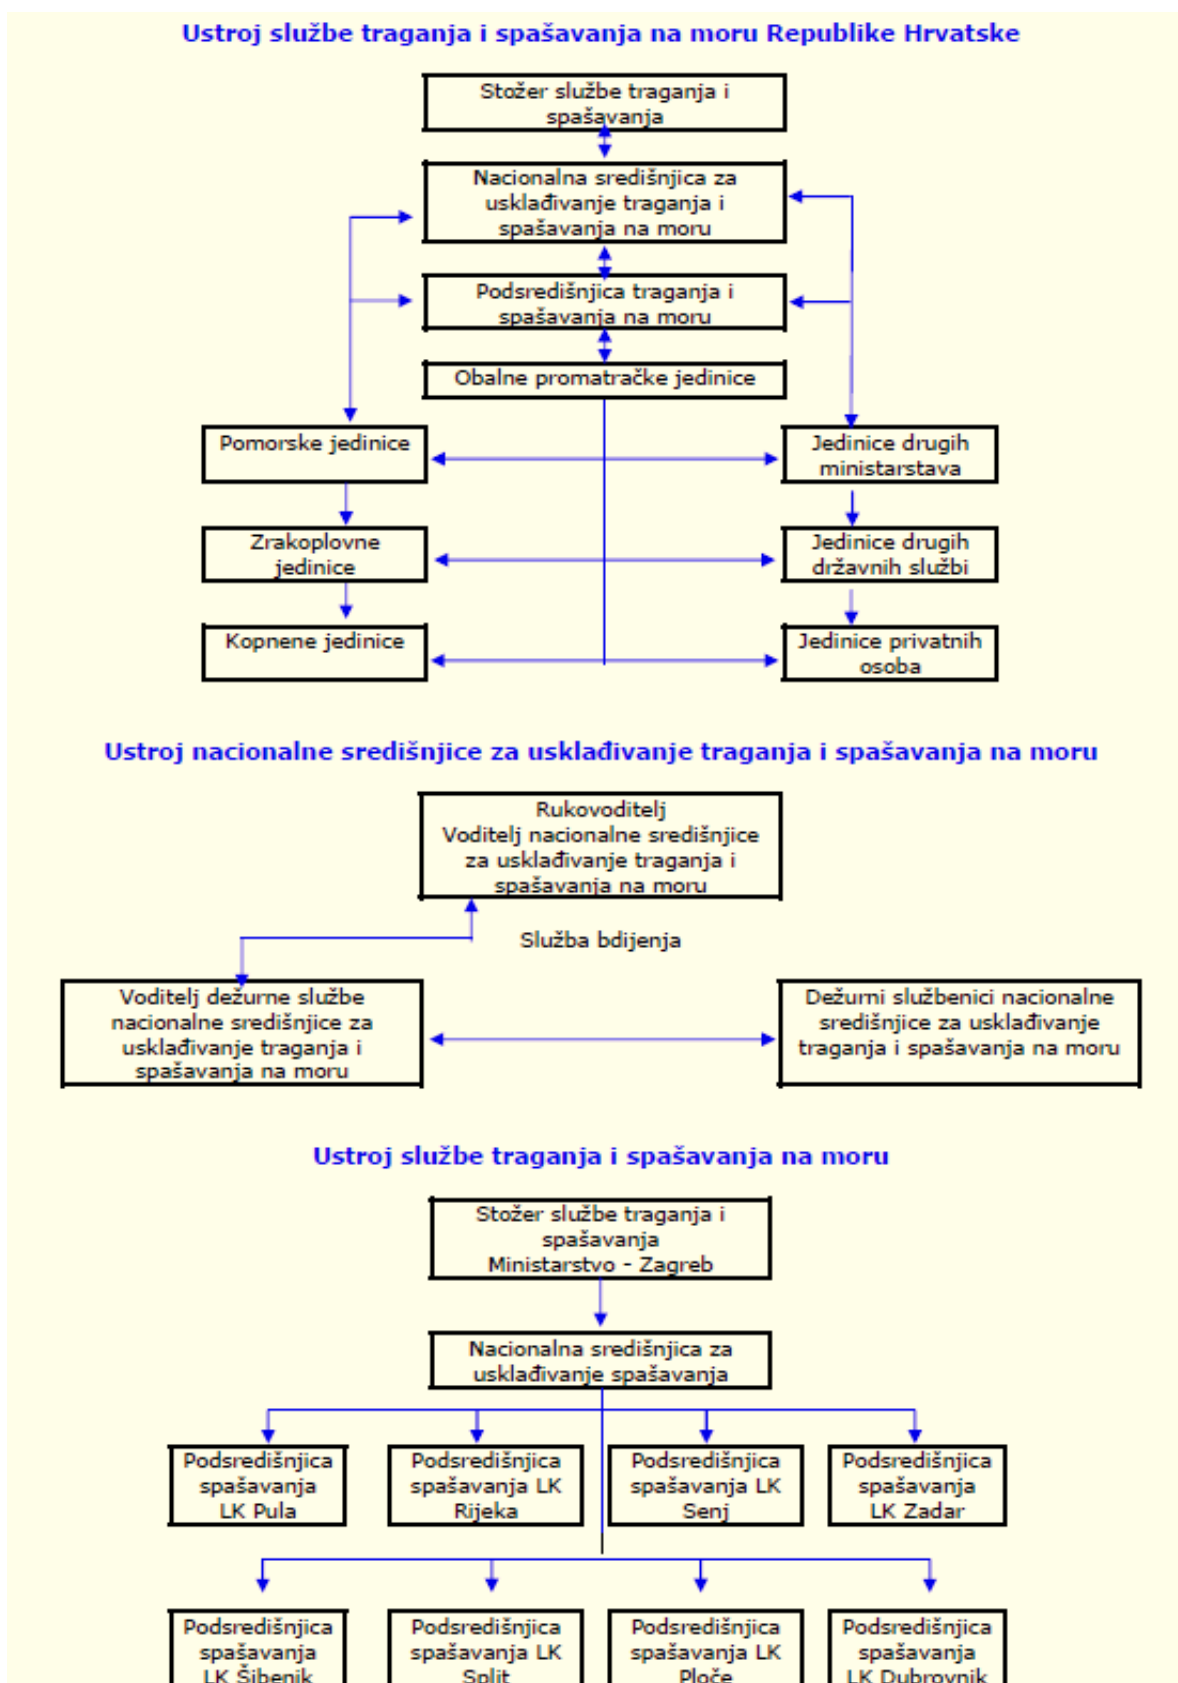 Ustroj službe traganja i spašavanja na moru Republike Hrvatske
Stožer službe traganja i
spašavanja
Nacionalna središnjica za
usklađivanje traganja i
spašavanja na moru
Podsredišnjica traganja i
spašavanja na moru
Obalne promatračke jedinice
Pomorske jedinice
Jedinice drugih
ministarstava
Zrakoplovne
jedinice
Jedinice drugih
državnih službi
Kopnene jedinice
Jedinice privatnih
osoba
Ustroj nacionalne središnjice za usklađivanje traganja i spašavanja na moru
Rukovoditelj
Voditelj nacionalne središnjice
za usklađivanje traganja i
spašavanja na moru
Služba bdijenja
Voditelj dežurne službe
nacionalne središnjice za
usklađivanje traganja i
spašavanja na moru
Dežurni službenici nacionalne
središnjice za usklađivanje
traganja i spašavanja na moru
Ustroj službe traganja i spašavanja na moru
Stožer službe traganja i
spašavanja
Ministarstvo - Zagreb
Nacionalna središnjica za
usklađivanje spašavanja
Podsredišnjica
spašavanja
LK Pula
Podsredišnjica
spašavanja LK
Rijeka
Podsredišnjica
spašavanja LK
Senj
Podsredišnjica
spašavanja
LK Zadar
Podsredišnjica
spašavanja
LK Šibenik
Podsredišnjica
spašavanja LK
Split
Podsredišnjica
spašavanja LK
Ploče
Podsredišnjica
spašavanja
LK Dubrovnik